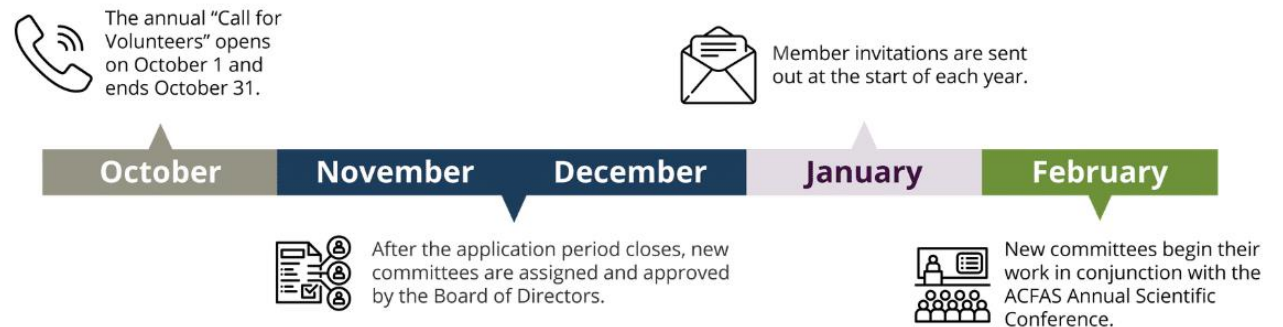 The annual “Call for
Volunteers” opens
on October 1 and
ends October 31.
Member invitations are sent
out at the start of each year.
October
November
December
January
February
After the application period closes, new
committees are assigned and approved
by the Board of Directors.
New committees begin their
work in conjunction with the
ACFAS Annual Scientific
Conference.